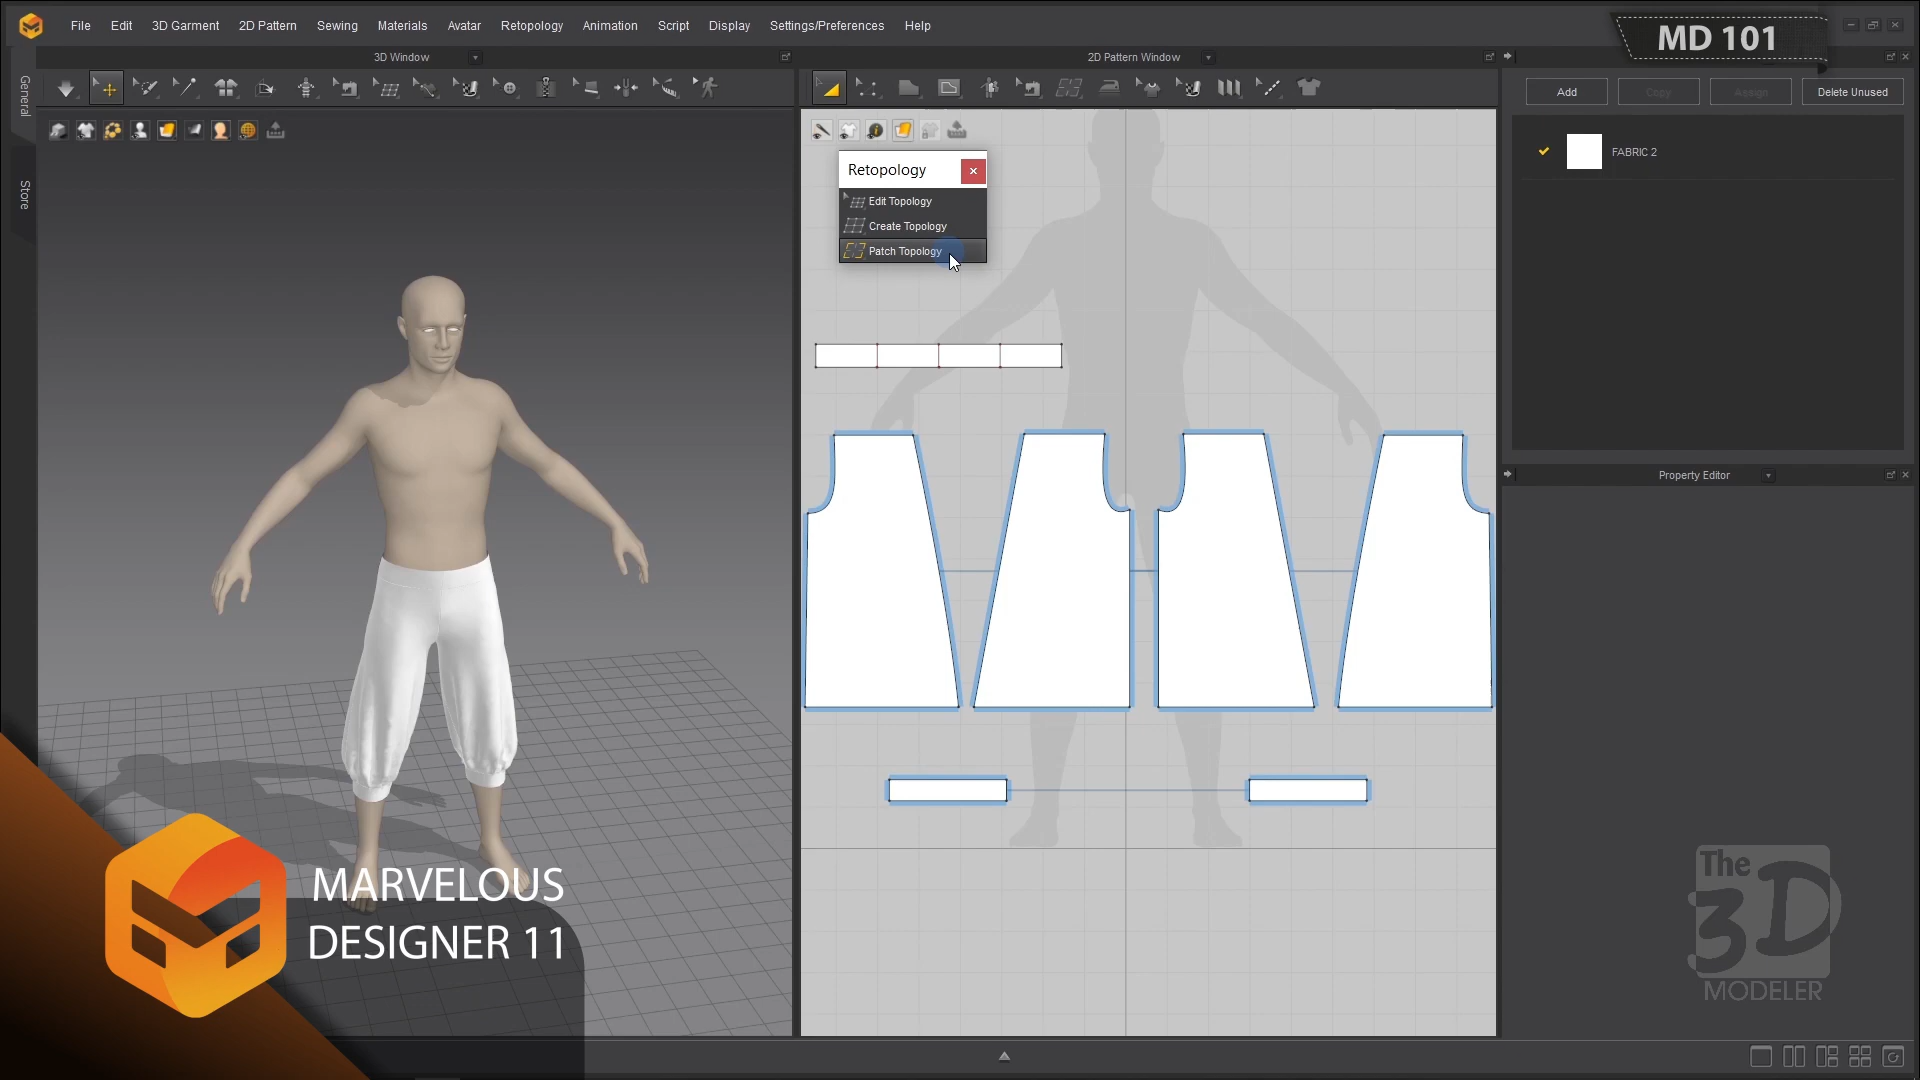 File Edit 3D Garment 2D Pattern Sewing Materials Avatar Retopology Animation Script Display Settings/Preferences Help
MD 101
3D Window
2D Pattern Window
General
Store
Add Copy Assign Delete Unused
FABRIC 2
Retopology
Edit Topology
Create Topology
Patch Topology
Property Editor
MARVELOUS
DESIGNER 11
The
3D
MODELER